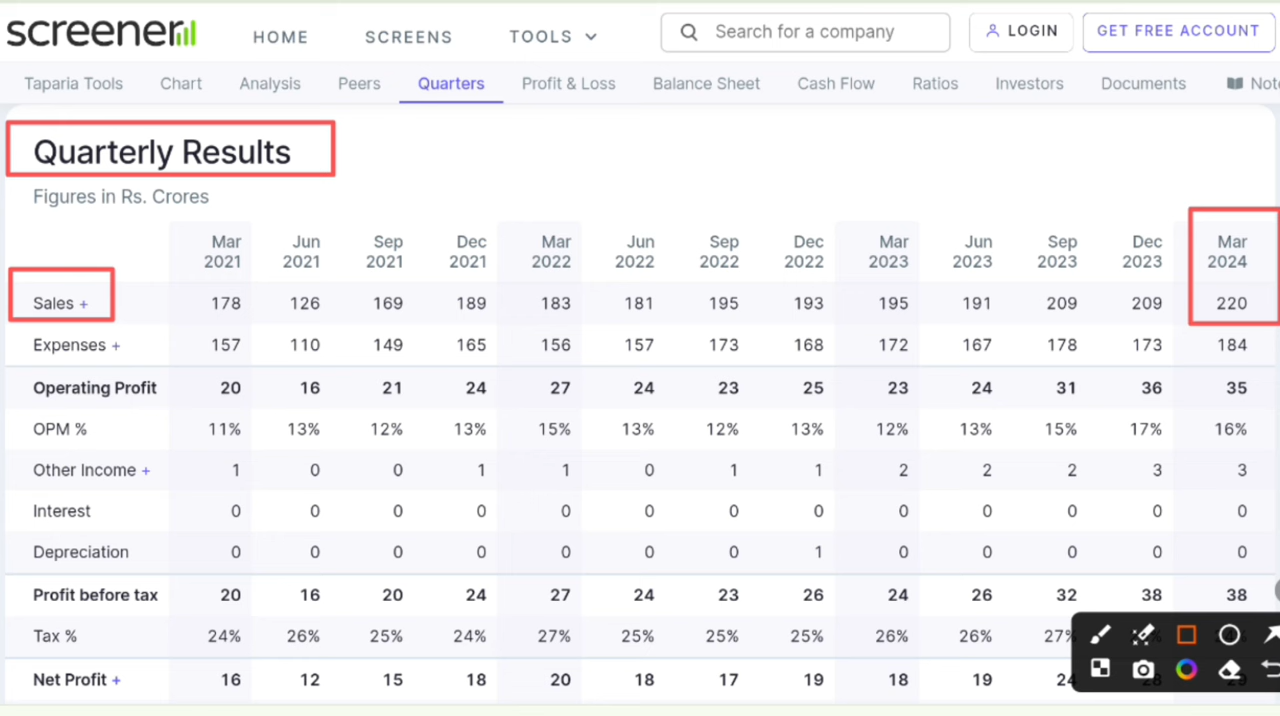 screener HOME SCREENS TOOLS Search for a company LOGIN GET FREE ACCOUNT
Taparia Tools Chart Analysis Peers Quarters Profit & Loss Balance Sheet Cash Flow Ratios Investors Documents
Quarterly Results
Figures in Rs. Crores
Mar Jun Sep Dec Mar Jun Sep Dec Mar Jun Sep Dec Mar
2021 2021 2021 2021 2022 2022 2022 2022 2023 2023 2023 2023 2024
Sales + 178 126 169 189 183 181 195 193 195 191 209 209 220
Expenses + 157 110 149 165 156 157 173 168 172 167 178 173 184
Operating Profit 20 16 21 24 27 24 23 25 23 24 31 36 35
OPM % 11% 13% 12% 13% 15% 13% 12% 13% 12% 13% 15% 17% 16%
Other Income + 1 0 0 1 1 0 1 1 2 2 2 3 3
Interest 0 0 0 0 0 0 0 0 0 0 0 0 0
Depreciation 0 0 0 0 0 0 0 1 0 0 0 0 0
Profit before tax 20 16 20 24 27 24 23 26 24 26 32 38 38
Tax % 24% 26% 25% 24% 27% 25% 25% 25% 26% 26% 27%
Net Profit + 16 12 15 18 20 18 17 19 18 19 24 28 29